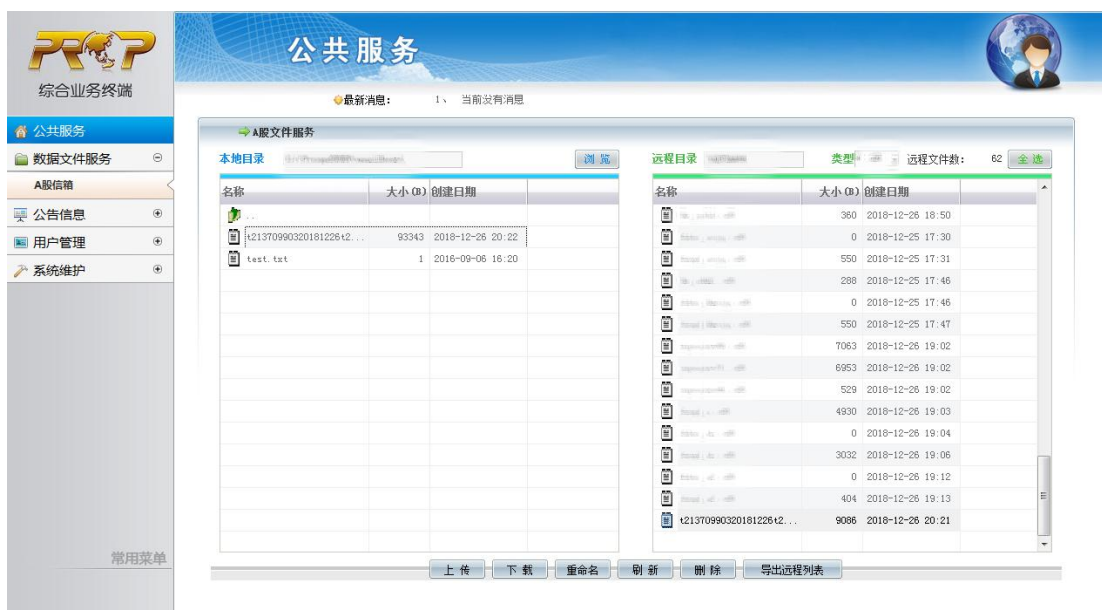 PROP
综合业务终端
公共服务
最新消息: 1、 当前没有消息
公共服务
数据文件服务
A股信箱
公告信息
用户管理
系统维护
常用菜单
A股文件服务
本地目录 浏览
名称 大小(B) 创建日期
..
t21370990320181226t2... 93343 2018-12-26 20:22
test.txt 1 2016-09-06 16:20
远程目录 类型 远程文件数: 62 全选
名称 大小(B) 创建日期
360 2018-12-26 18:50
0 2018-12-25 17:30
550 2018-12-25 17:31
288 2018-12-25 17:46
0 2018-12-25 17:46
550 2018-12-25 17:47
7063 2018-12-26 19:02
6953 2018-12-26 19:02
529 2018-12-26 19:02
4930 2018-12-26 19:03
0 2018-12-26 19:04
3032 2018-12-26 19:06
0 2018-12-26 19:12
404 2018-12-26 19:13
t21370990320181226t2... 9086 2018-12-26 20:21
上传 下载 重命名 刷新 删除 导出远程列表